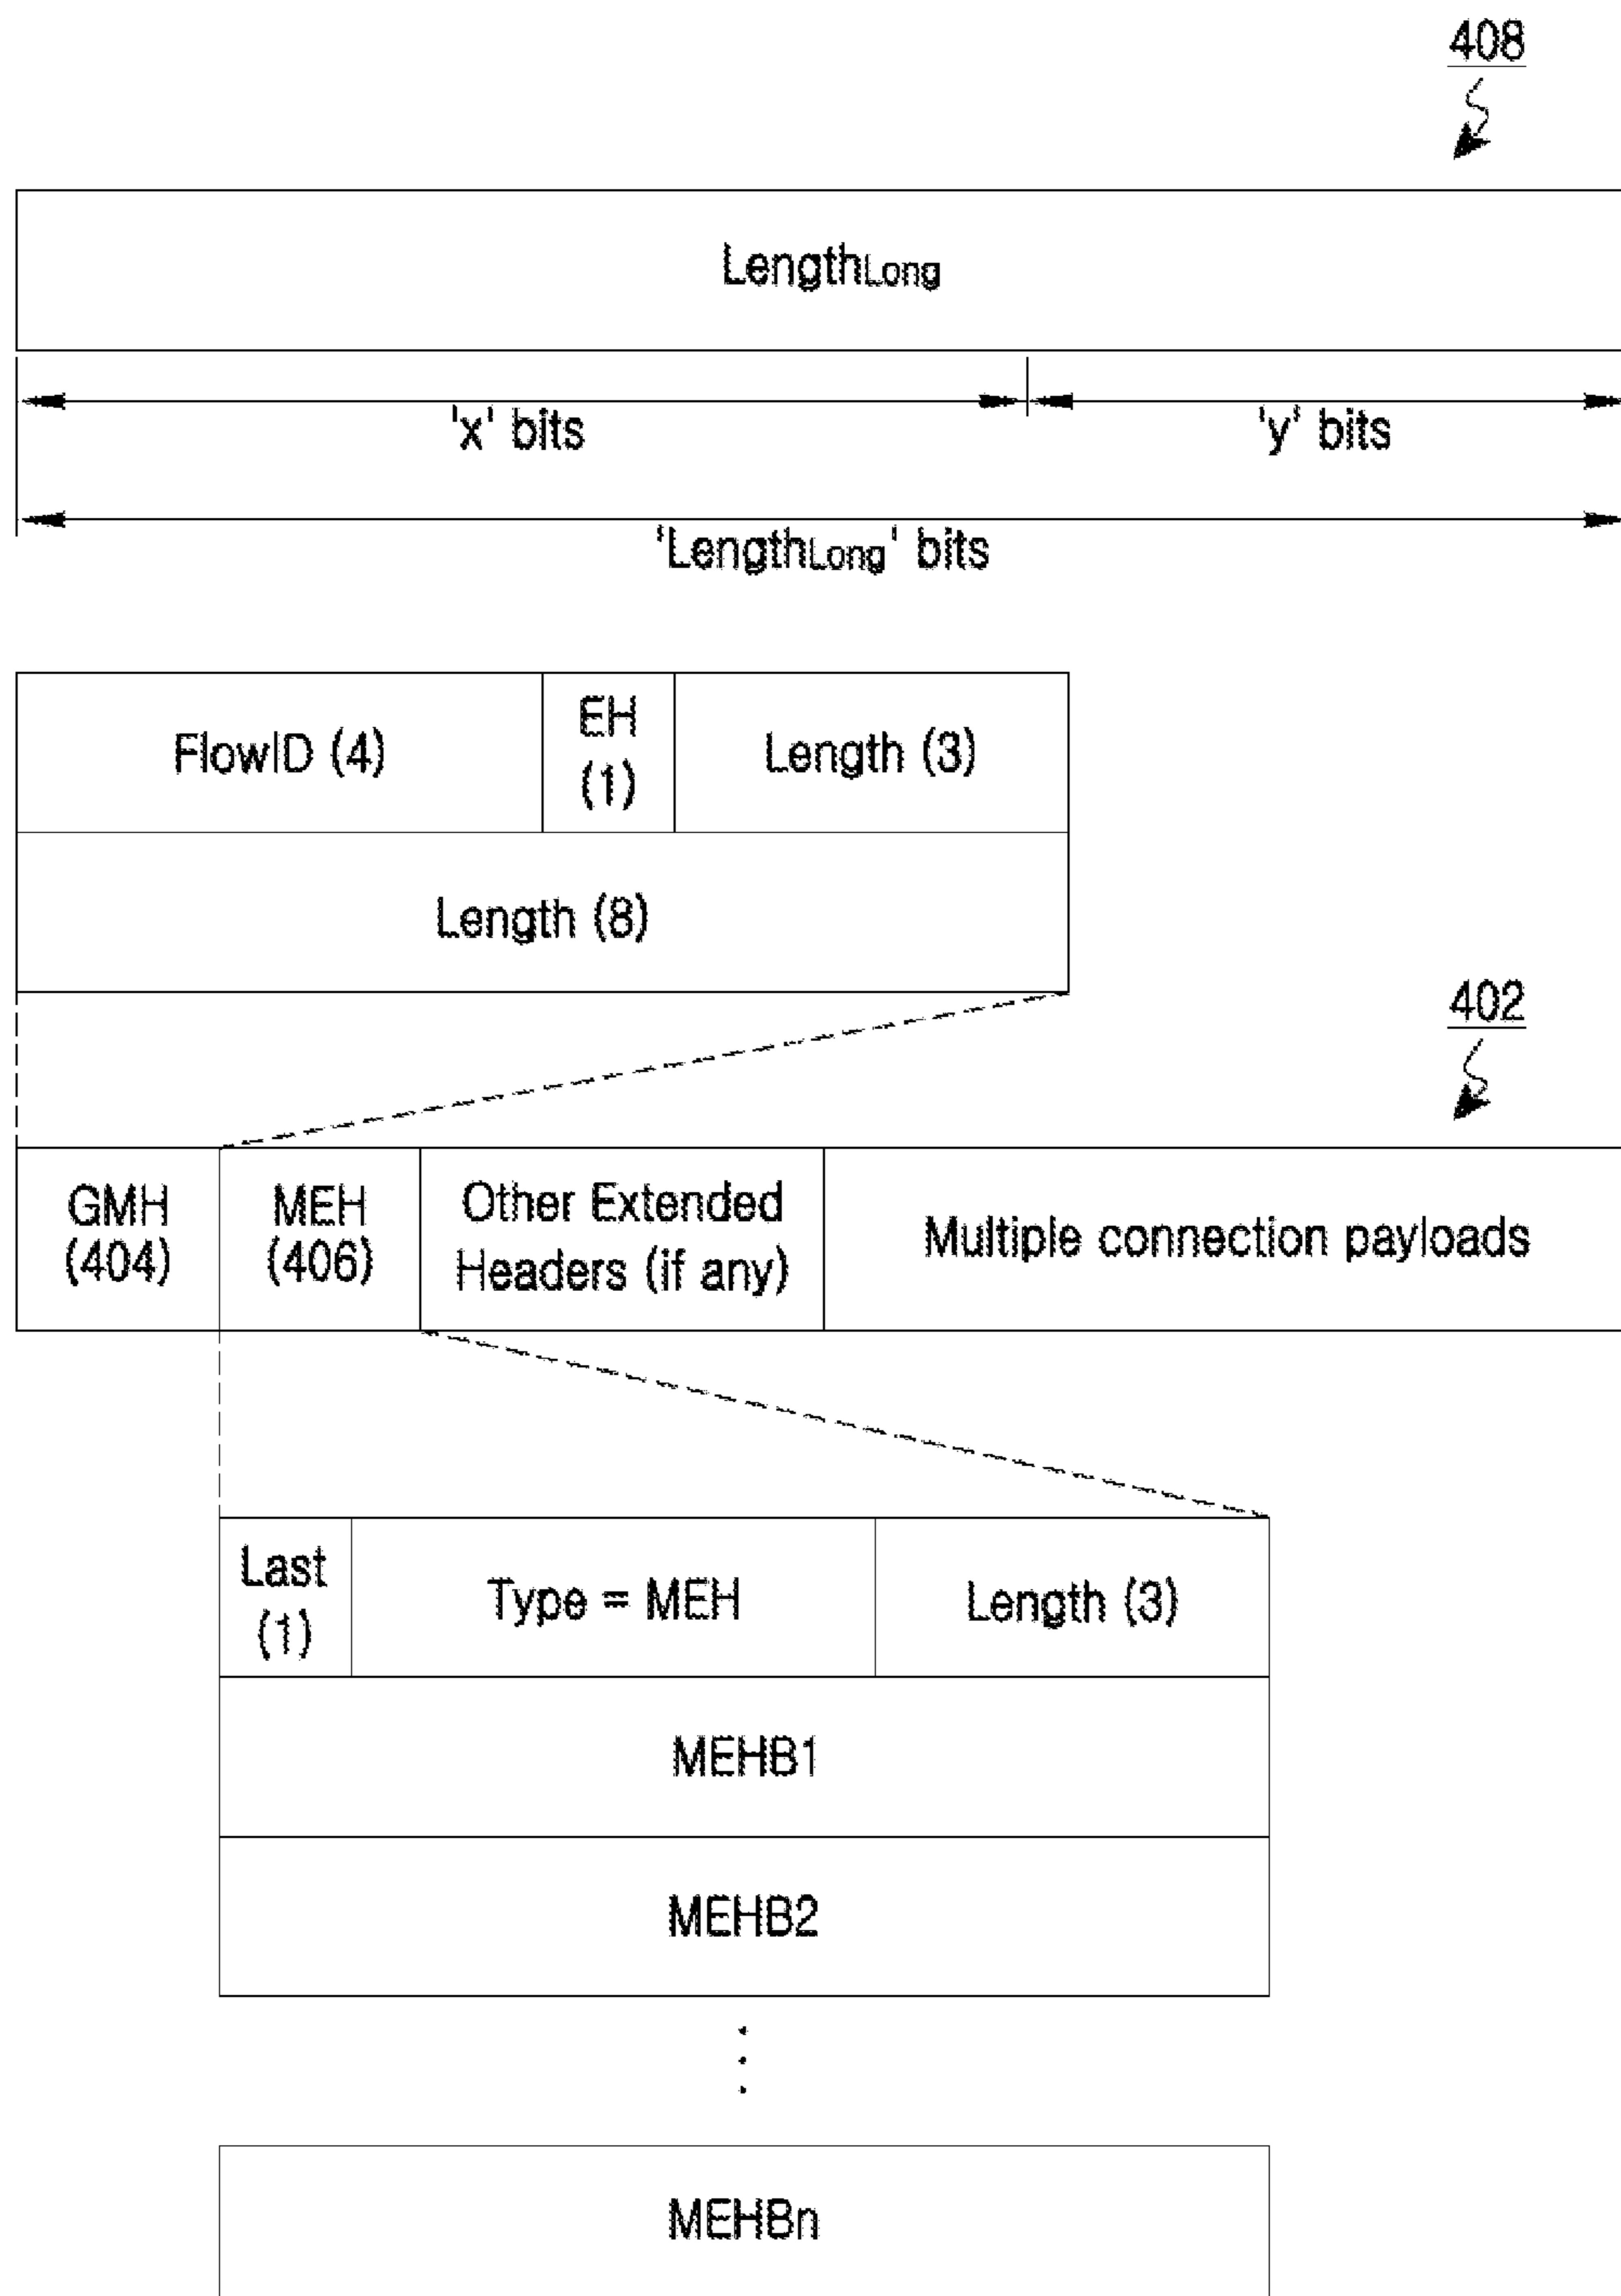 408
LengthLong
'x' bits
'y' bits
'LengthLong' bits
FlowID (4)
EH
(1)
Length (3)
Length (8)
402
GMH
(404)
MEH
(406)
Other Extended
Headers (if any)
Multiple connection payloads
Last
(1)
Type = MEH
Length (3)
MEHB1
MEHB2
MEHBn